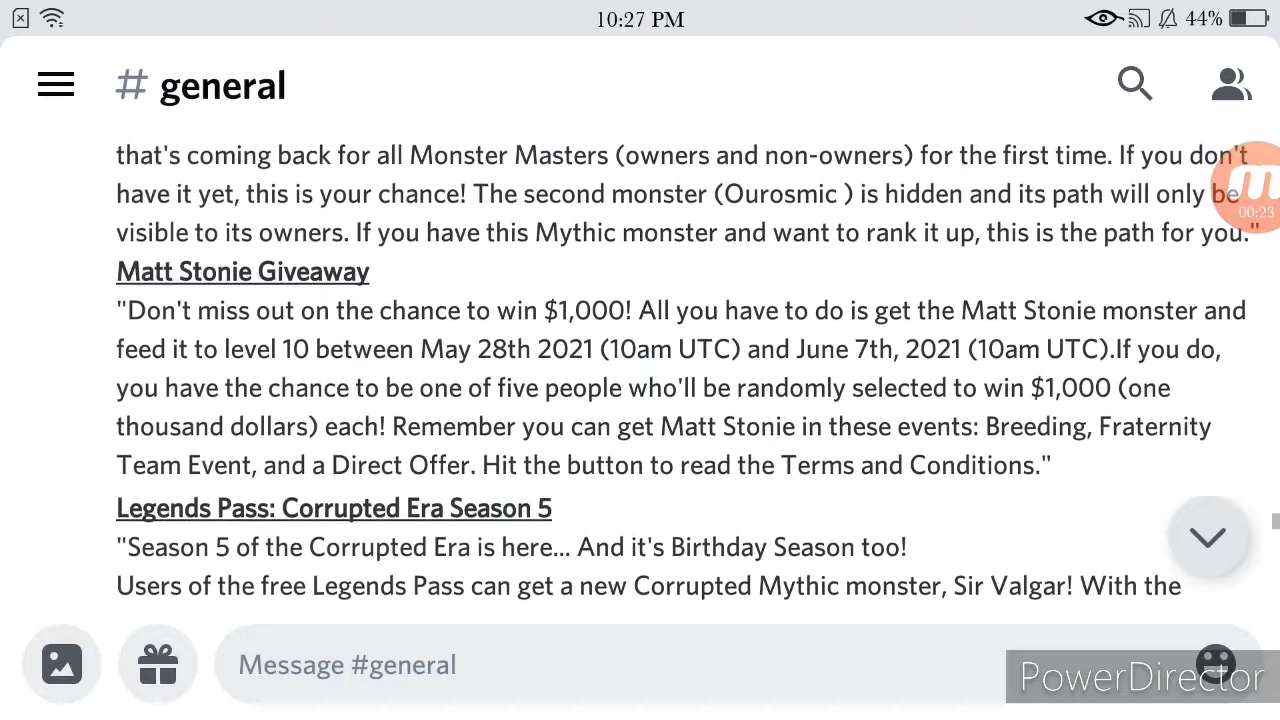 10:27 PM
44%
# general
that's coming back for all Monster Masters (owners and non-owners) for the first time. If you don't
have it yet, this is your chance! The second monster (Ourosmic ) is hidden and its path will only be
visible to its owners. If you have this Mythic monster and want to rank it up, this is the path for you."
00:23
Matt Stonie Giveaway
"Don't miss out on the chance to win $1,000! All you have to do is get the Matt Stonie monster and
feed it to level 10 between May 28th 2021 (10am UTC) and June 7th, 2021 (10am UTC).If you do,
you have the chance to be one of five people who'll be randomly selected to win $1,000 (one
thousand dollars) each! Remember you can get Matt Stonie in these events: Breeding, Fraternity
Team Event, and a Direct Offer. Hit the button to read the Terms and Conditions."
Legends Pass: Corrupted Era Season 5
"Season 5 of the Corrupted Era is here... And it's Birthday Season too!
Users of the free Legends Pass can get a new Corrupted Mythic monster, Sir Valgar! With the
Message #general
PowerDirector